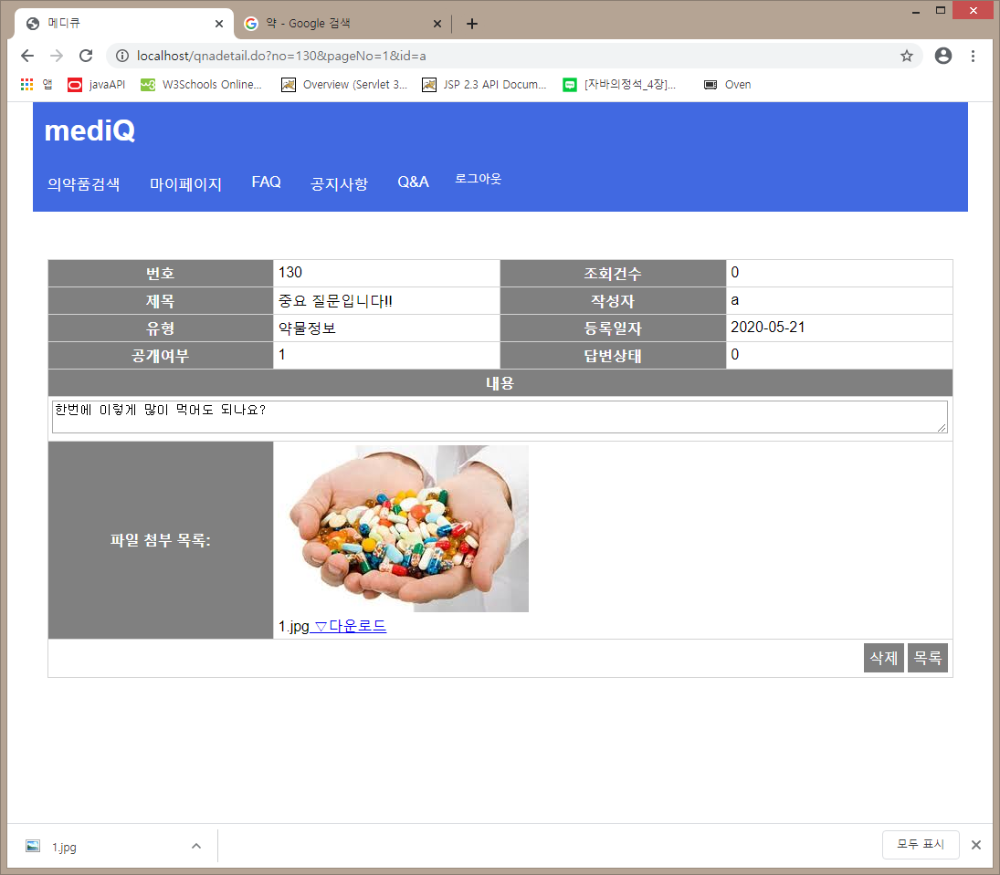 메디큐
약 - Google 검색
localhost/qnadetail.do?no=130&pageNo=1&id=a
앱 javaAPI W3Schools Online... Overview (Servlet 3... JSP 2.3 API Docum... [자바의정석_4장]... Oven
mediQ
의약품검색 마이페이지 FAQ 공지사항 Q&A 로그아웃
번호 130 조회건수 0
제목 중요 질문입니다!! 작성자 a
유형 약물정보 등록일자 2020-05-21
공개여부 1 답변상태 0
내용
한번에 이렇게 많이 먹어도 되나요?
파일 첨부 목록:
1.jpg ▽다운로드
삭제 목록
1.jpg 모두 표시